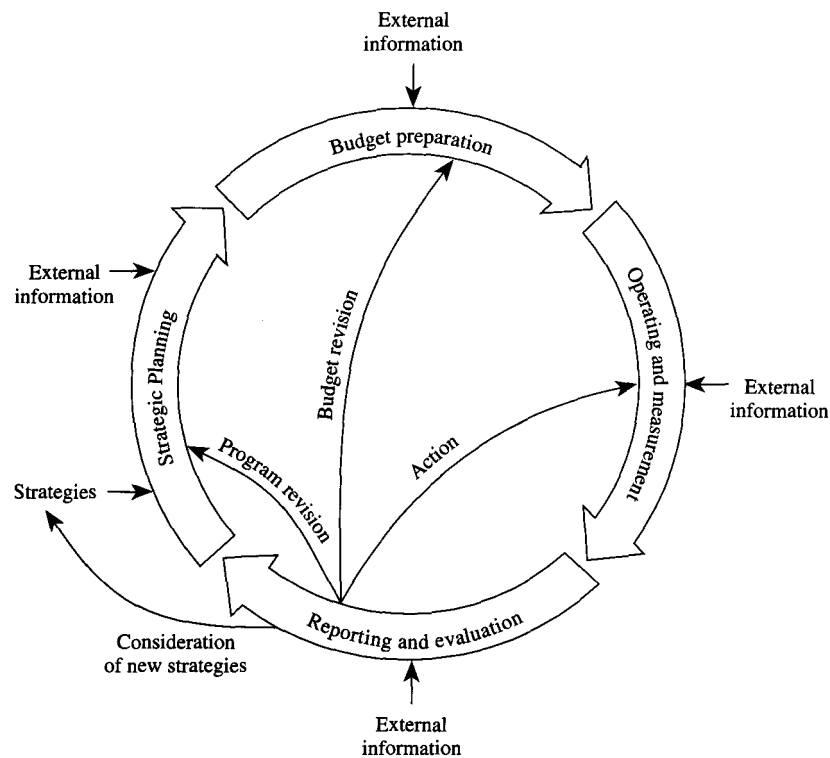 External
information
Budget preparation
External
information
Operating and measurement
Strategic Planning
Budget revision
External
information
Action
Program revision
Strategies
Reporting and evaluation
Consideration
of new strategies
External
information